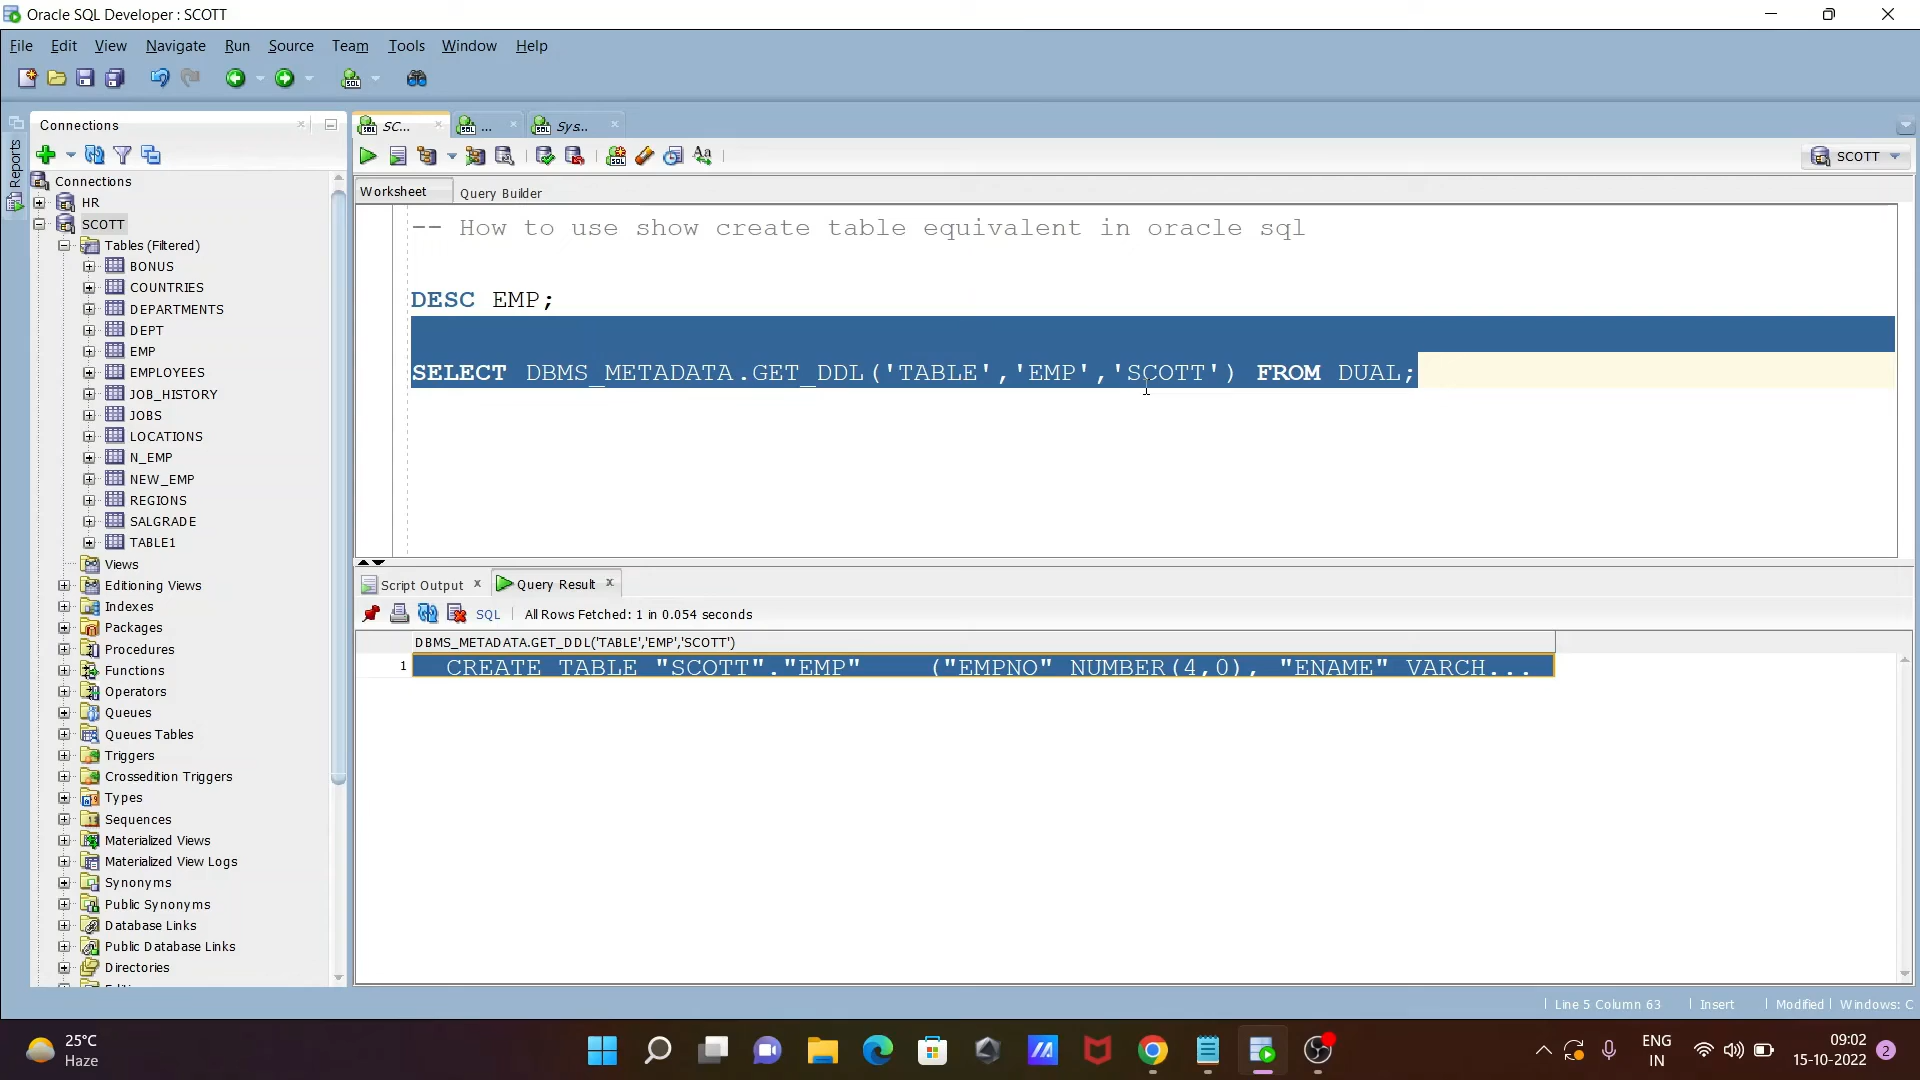 Oracle SQL Developer : SCOTT
File Edit View Navigate Run Source Team Tools Window Help
Connections
SC...
...
Sys..
Reports
SCOTT
Worksheet Query Builder
Connections
HR
SCOTT
Tables (Filtered)
BONUS
COUNTRIES
DEPARTMENTS
DEPT
EMP
EMPLOYEES
JOB_HISTORY
JOBS
LOCATIONS
N_EMP
NEW_EMP
REGIONS
SALGRADE
TABLE1
Views
Editioning Views
Indexes
Packages
Procedures
Functions
Operators
Queues
Queues Tables
Triggers
Crossedition Triggers
Types
Sequences
Materialized Views
Materialized View Logs
Synonyms
Public Synonyms
Database Links
Public Database Links
Directories
-- How to use show create table equivalent in oracle sql
DESC EMP;
SELECT DBMS_METADATA.GET_DDL('TABLE','EMP','SCOTT') FROM DUAL;
Script Output Query Result
SQL All Rows Fetched: 1 in 0.054 seconds
DBMS_METADATA.GET_DDL('TABLE','EMP','SCOTT')
1 CREATE TABLE "SCOTT"."EMP" ("EMPNO" NUMBER(4,0), "ENAME" VARCH...
Line 5 Column 63 Insert Modified Windows: C
25°C
Haze
ENG
IN
09:02
15-10-2022
2